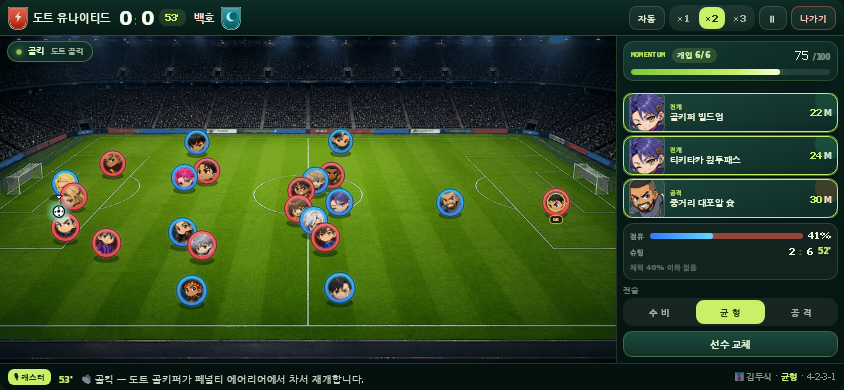 도트 유나이티드 0 : 0 53' 백호
자동 ×1 ×2 ×3 II 나가기
골킥 도트 골킥
MOMENTUM 개입 6/6 75 /100
전개
골키퍼 빌드업 22 M
전개
티키타카 원투패스 24 M
공격
중거리 대포알 슛 30 M
점유 41%
슈팅 2 : 6 52'
체력 40% 이하 없음
전술
수비 균형 공격
선수 교체
GK
캐스터 53' 골킥 — 도트 골키퍼가 페널티 에어리어에서 차서 재개합니다.
김두식 · 균형 · 4-2-3-1